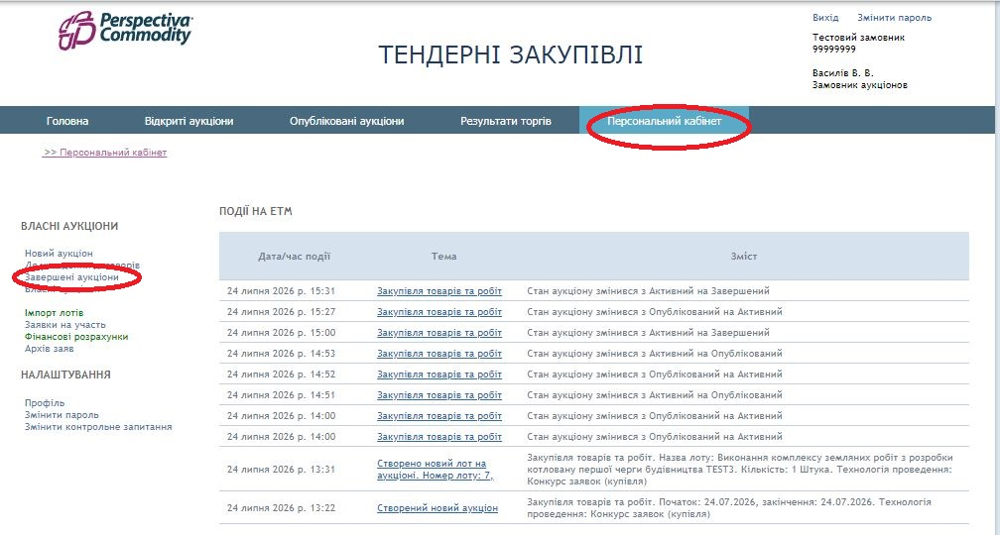 Perspectiva
Commodity
ТЕНДЕРНІ ЗАКУПІВЛІ
Вихід Змінити пароль
Тестовий замовник
99999999
Василів В. В.
Замовник аукціонів
Головна Відкриті аукціони Опубліковані аукціони Результати торгів Персональний кабінет
>> Персональний кабінет
ВЛАСНІ АУКЦІОНИ
Новий аукціон
Завершені аукціони
Імпорт лотів
Заявки на участь
Фінансові розрахунки
Архів заяв
НАЛАШТУВАННЯ
Профіль
Змінити пароль
Змінити контрольне запитання
ПОДІЇ НА ЕТМ
Дата/час події Тема Зміст
24 липня 2026 р. 15:31 Закупівля товарів та робіт Стан аукціону змінився з Активний на Завершений
24 липня 2026 р. 15:27 Закупівля товарів та робіт Стан аукціону змінився з Опублікований на Активний
24 липня 2026 р. 15:00 Закупівля товарів та робіт Стан аукціону змінився з Активний на Завершений
24 липня 2026 р. 14:53 Закупівля товарів та робіт Стан аукціону змінився з Активний на Опублікований
24 липня 2026 р. 14:52 Закупівля товарів та робіт Стан аукціону змінився з Опублікований на Активний
24 липня 2026 р. 14:51 Закупівля товарів та робіт Стан аукціону змінився з Активний на Опублікований
24 липня 2026 р. 14:00 Закупівля товарів та робіт Стан аукціону змінився з Опублікований на Активний
24 липня 2026 р. 14:00 Закупівля товарів та робіт Стан аукціону змінився з Опублікований на Активний
24 липня 2026 р. 13:31 Створено новий лот на аукціоні. Номер лоту: 7, Закупівля товарів та робіт. Назва лоту: Виконання комплексу земляних робіт з розробки
котловану першої черги будівництва TEST3. Кількість: 1 Штука. Технологія проведення:
Конкурс заявок (купівля)
24 липня 2026 р. 13:22 Створений новий аукціон Закупівля товарів та робіт. Початок: 24.07.2026, закінчення: 24.07.2026. Технологія
проведення: Конкурс заявок (купівля)